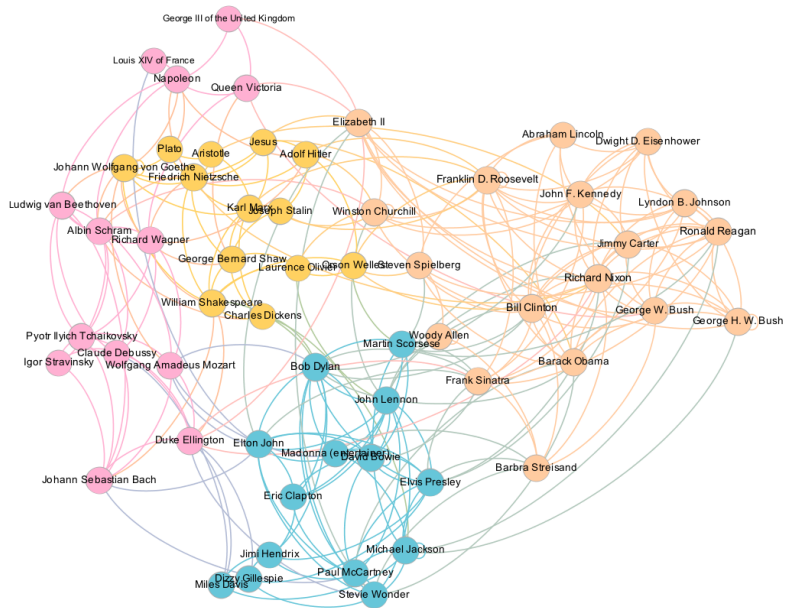 George III of the United Kingdom
Louis XIV of France
Napoleon
Queen Victoria
Elizabeth II
Abraham Lincoln
Dwight D. Eisenhower
Plato
Aristotle
Jesus
Adolf Hitler
Johann Wolfgang von Goethe
Friedrich Nietzsche
Franklin D. Roosevelt
John F. Kennedy
Lyndon B. Johnson
Ludwig van Beethoven
Karl Marx
Joseph Stalin
Winston Churchill
Albin Schram
Richard Wagner
Ronald Reagan
Jimmy Carter
George Bernard Shaw
Laurence Olivier
Orson Welles
Steven Spielberg
Richard Nixon
William Shakespeare
Charles Dickens
Bill Clinton
George W. Bush
George H. W. Bush
Pyotr Ilyich Tchaikovsky
Woody Allen
Martin Scorsese
Claude Debussy
Igor Stravinsky
Wolfgang Amadeus Mozart
Bob Dylan
Barack Obama
Frank Sinatra
John Lennon
Duke Ellington
Elton John
Madonna (entertainer)
David Bowie
Barbra Streisand
Johann Sebastian Bach
Elvis Presley
Eric Clapton
Jimi Hendrix
Michael Jackson
Dizzy Gillespie
Miles Davis
Paul McCartney
Stevie Wonder